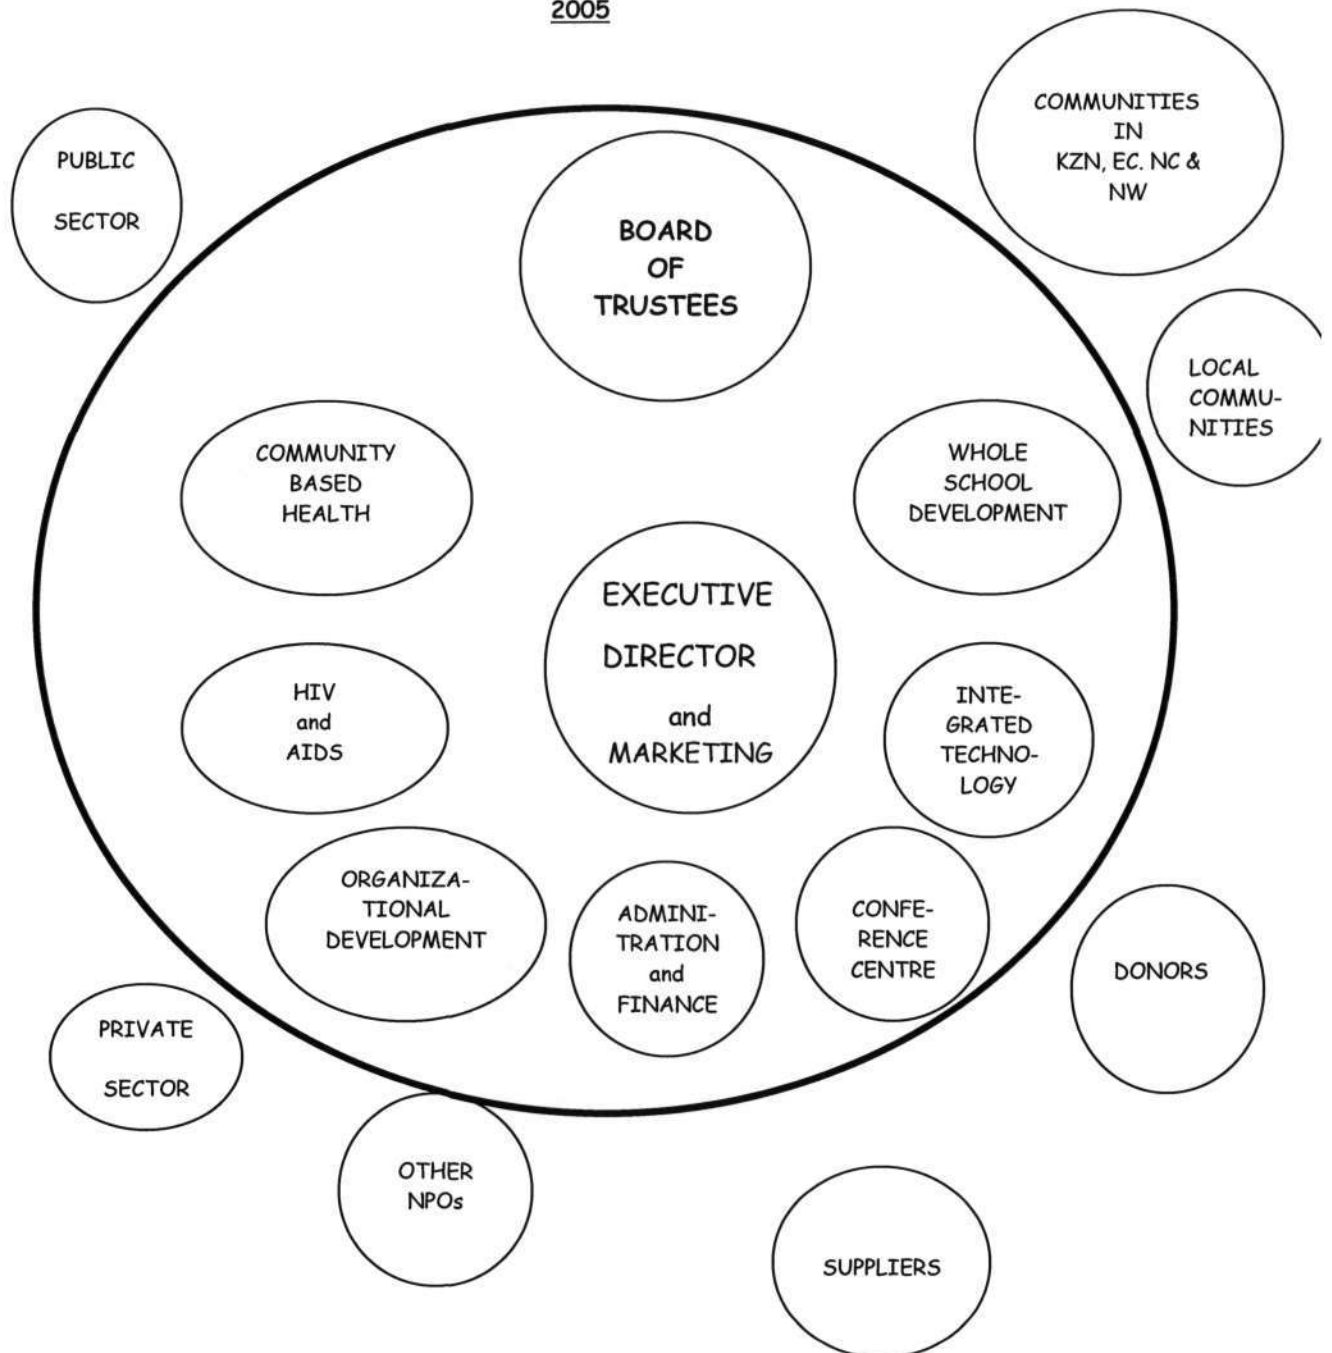 2005
COMMUNITIES
IN
KZN, EC. NC &
NW
PUBLIC
SECTOR
BOARD
OF
TRUSTEES
LOCAL
COMMU-
NITIES
COMMUNITY
BASED
HEALTH
WHOLE
SCHOOL
DEVELOPMENT
EXECUTIVE
DIRECTOR
and
MARKETING
HIV
and
AIDS
INTE-
GRATED
TECHNO-
LOGY
ORGANIZA-
TIONAL
DEVELOPMENT
ADMINI-
TRATION
and
FINANCE
CONFE-
RENCE
CENTRE
DONORS
PRIVATE
SECTOR
OTHER
NPOs
SUPPLIERS